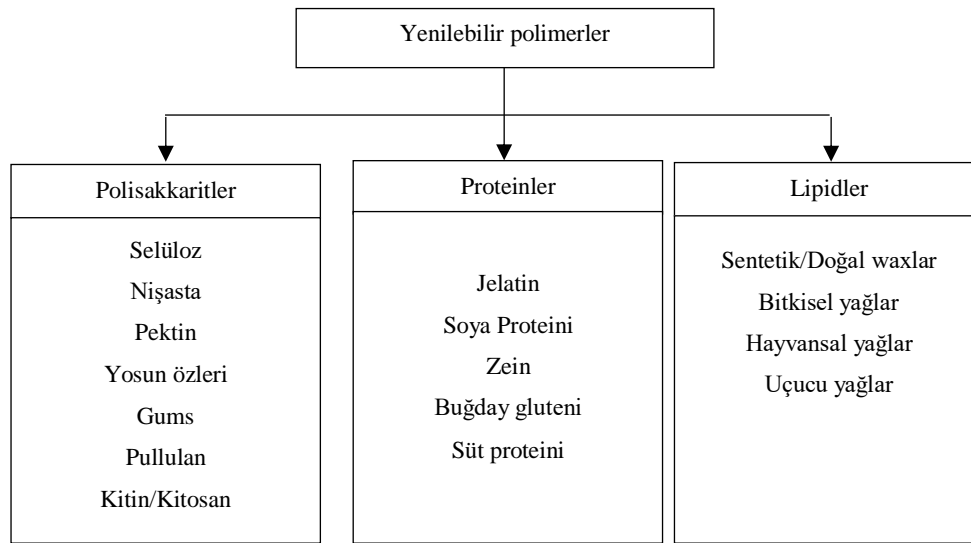 Yenilebilir polimerler
Polisakkaritler
Selüloz
Nişasta
Pektin
Yosun özleri
Gums
Pullulan
Kitin/Kitosan
Proteinler
Jelatin
Soya Proteini
Zein
Buğday gluteni
Süt proteini
Lipidler
Sentetik/Doğal waxlar
Bitkisel yağlar
Hayvansal yağlar
Uçucu yağlar